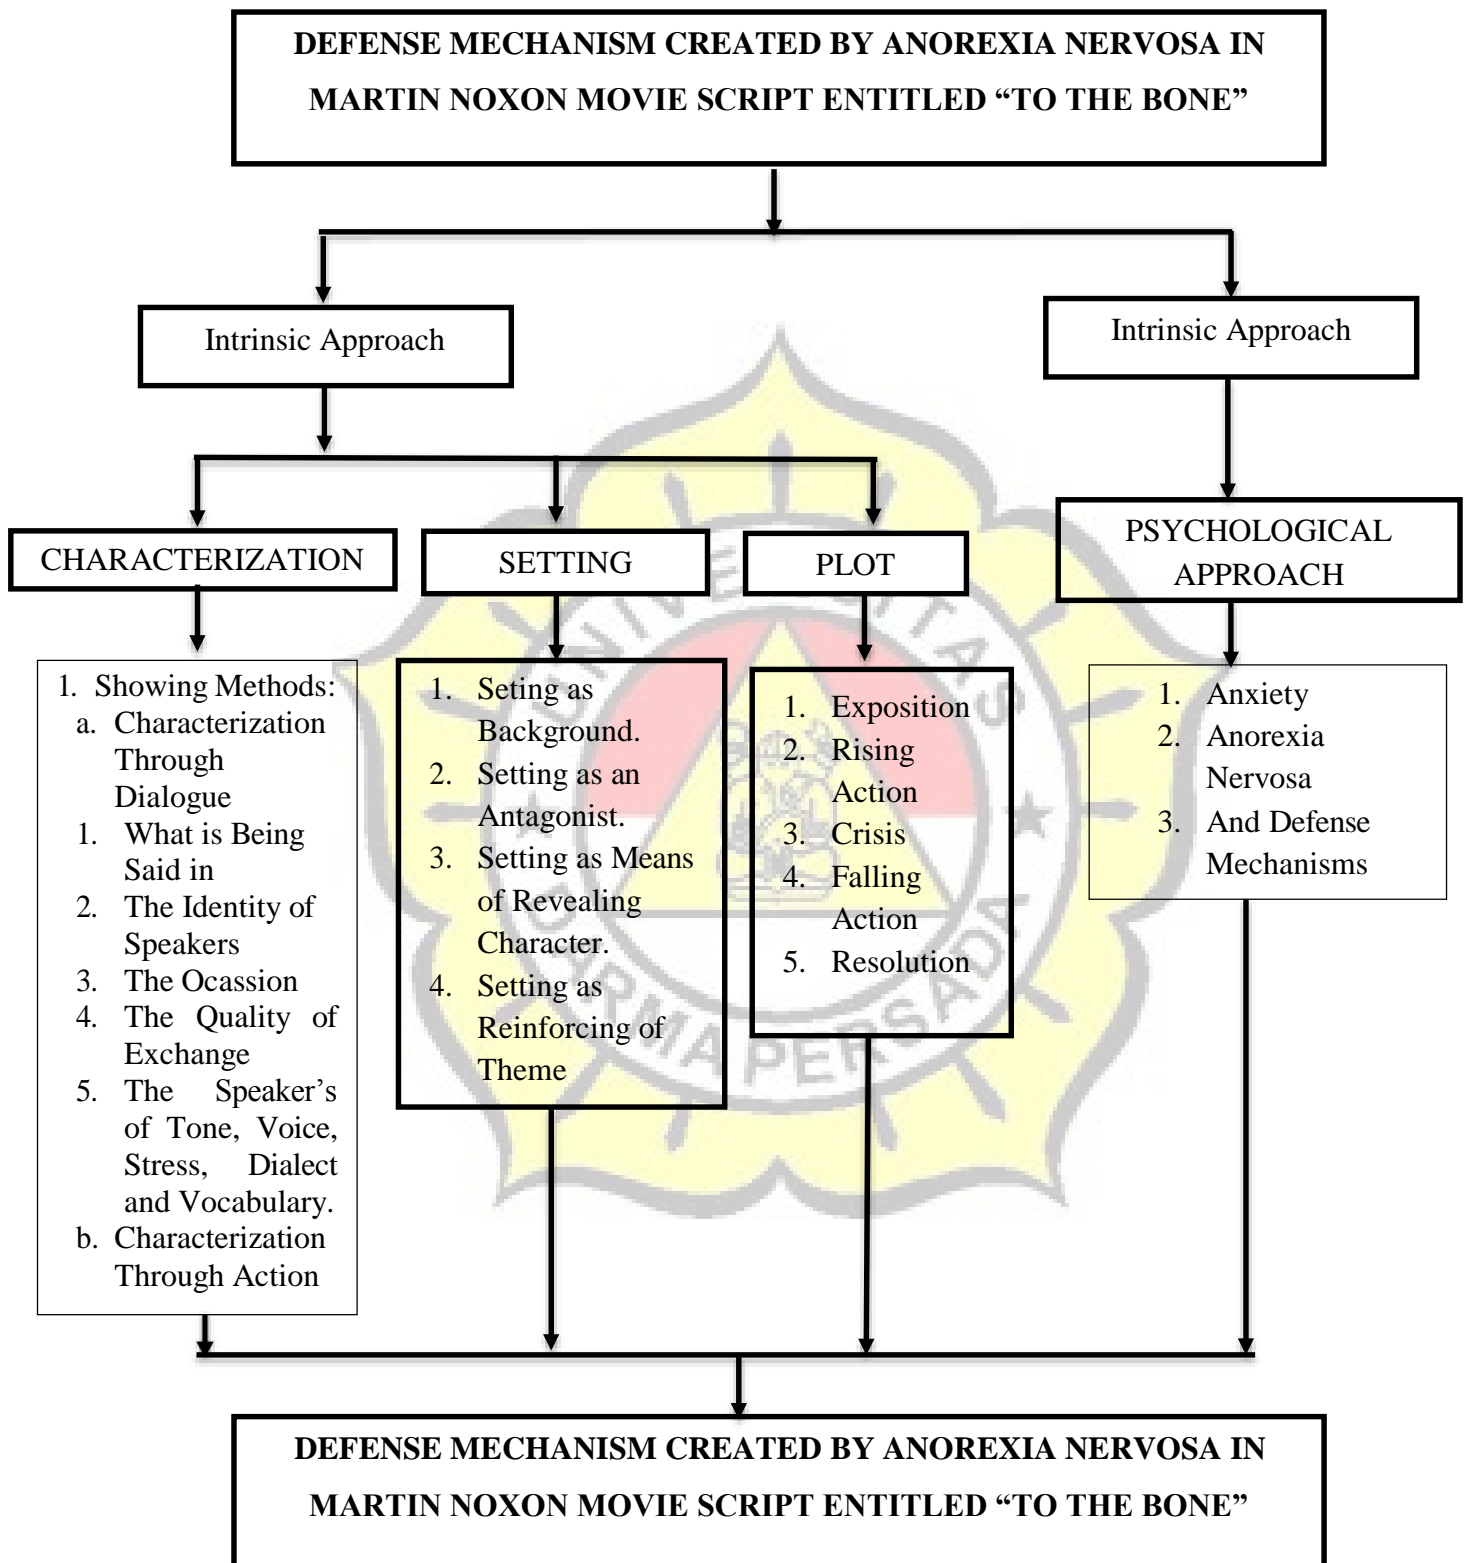 DEFENSE MECHANISM CREATED BY ANOREXIA NERVOSA IN
MARTIN NOXON MOVIE SCRIPT ENTITLED “TO THE BONE”
Intrinsic Approach
Intrinsic Approach
CHARACTERIZATION
SETTING
PLOT
PSYCHOLOGICAL
APPROACH
1. Showing Methods:
a. Characterization
Through
Dialogue
1. What is Being
Said in
2. The Identity of
Speakers
3. The Ocassion
4. The Quality of
Exchange
5. The Speaker’s
of Tone, Voice,
Stress, Dialect
and Vocabulary.
b. Characterization
Through Action
1. Seting as
Background.
2. Setting as an
Antagonist.
3. Setting as Means
of Revealing
Character.
4. Setting as
Reinforcing of
Theme
1. Exposition
2. Rising
Action
3. Crisis
4. Falling
Action
5. Resolution
1. Anxiety
2. Anorexia
Nervosa
3. And Defense
Mechanisms
UNIVERSITAS
DARMA PERSADA
DEFENSE MECHANISM CREATED BY ANOREXIA NERVOSA IN
MARTIN NOXON MOVIE SCRIPT ENTITLED “TO THE BONE”